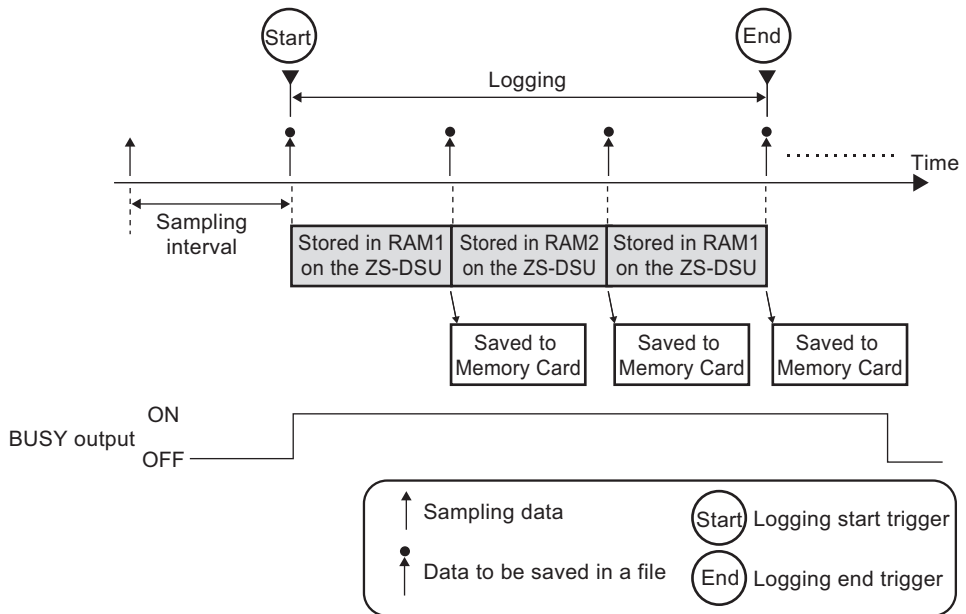 Start
End
Logging
............
Time
Sampling
interval
Stored in RAM1
on the ZS-DSU
Stored in RAM2
on the ZS-DSU
Stored in RAM1
on the ZS-DSU
Saved to
Memory Card
Saved to
Memory Card
Saved to
Memory Card
ON
BUSY output
OFF
Sampling data
Start Logging start trigger
Data to be saved in a file
End Logging end trigger